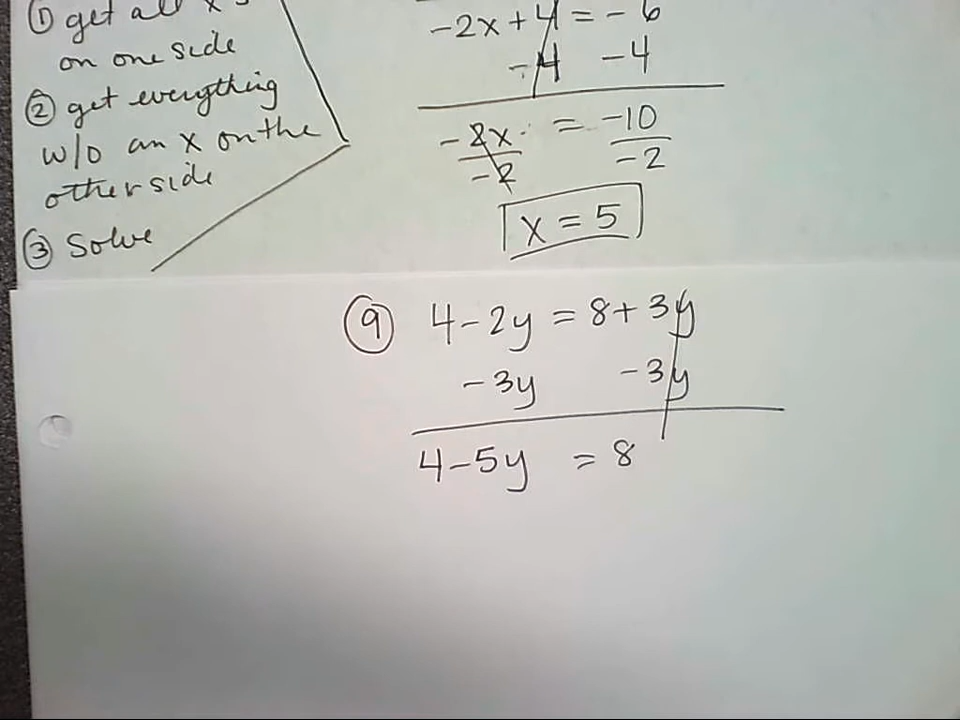 ① get all x's
on one side
② get everything
w/o an x on the
other side
③ Solve
-2x + 4 = -6
-4 -4
-2x = -10
-2 -2
x = 5
⑨ 4 - 2y = 8 + 3y
-3y -3y
4 - 5y = 8